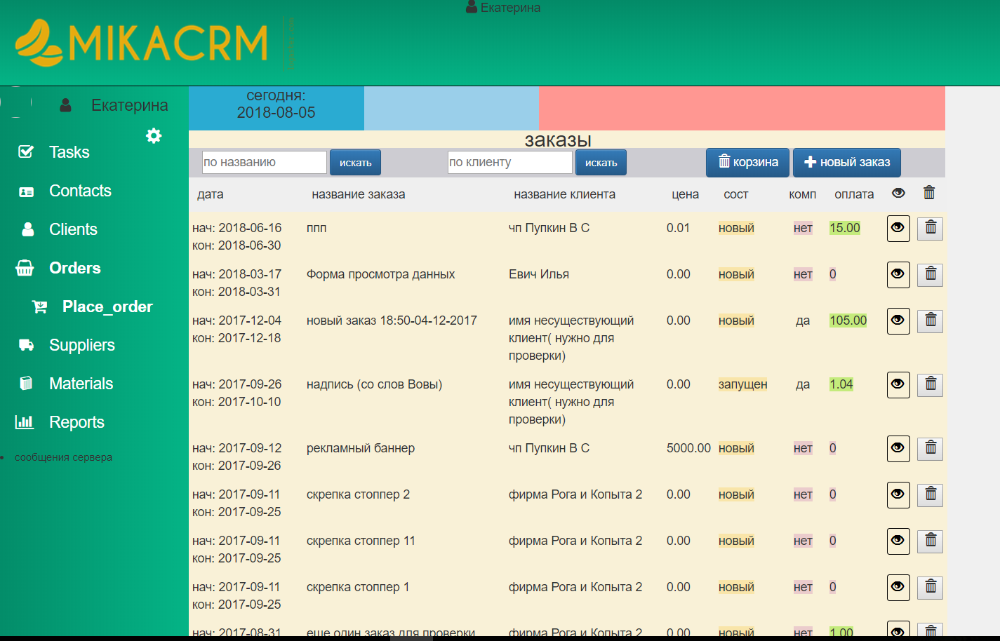 Екатерина
MIKACRM
Екатерина
Tasks
Contacts
Clients
Orders
Place_order
Suppliers
Materials
Reports
сообщения сервера
сегодня:
2018-08-05
заказы
по названию искать по клиенту искать корзина новый заказ
дата название заказа название клиента цена сост комп оплата
нач: 2018-06-16 ппп чп Пупкин В С 0.01 новый нет 15.00
кон: 2018-06-30
нач: 2018-03-17 Форма просмотра данных Евич Илья 0.00 новый нет 0
кон: 2018-03-31
нач: 2017-12-04 новый заказ 18:50-04-12-2017 имя несуществующий 0.00 новый да 105.00
кон: 2017-12-18 клиент( нужно для
проверки)
нач: 2017-09-26 надпись (со слов Вовы) имя несуществующий 0.00 запущен да 1.04
кон: 2017-10-10 клиент( нужно для
проверки)
нач: 2017-09-12 рекламный баннер чп Пупкин В С 5000.00 новый нет 0
кон: 2017-09-26
нач: 2017-09-11 скрепка стоппер 2 фирма Рога и Копыта 2 0.00 новый нет 0
кон: 2017-09-25
нач: 2017-09-11 скрепка стоппер 11 фирма Рога и Копыта 2 0.00 новый нет 0
кон: 2017-09-25
нач: 2017-09-11 скрепка стоппер 1 фирма Рога и Копыта 2 0.00 новый нет 0
кон: 2017-09-25
нач: 2017-08-31 еще один заказ для проверки фирма Рога и Копыта 2 0.00 новый нет 1.00